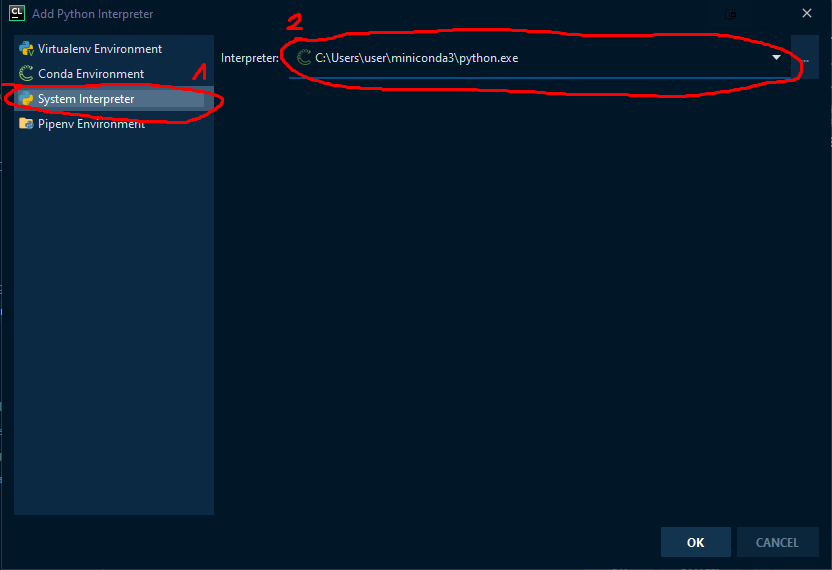 CL Add Python Interpreter
2
Virtualenv Environment
Interpreter: C:\Users\user\miniconda3\python.exe ...
Conda Environment 1
System Interpreter
Pipenv Environment
OK CANCEL